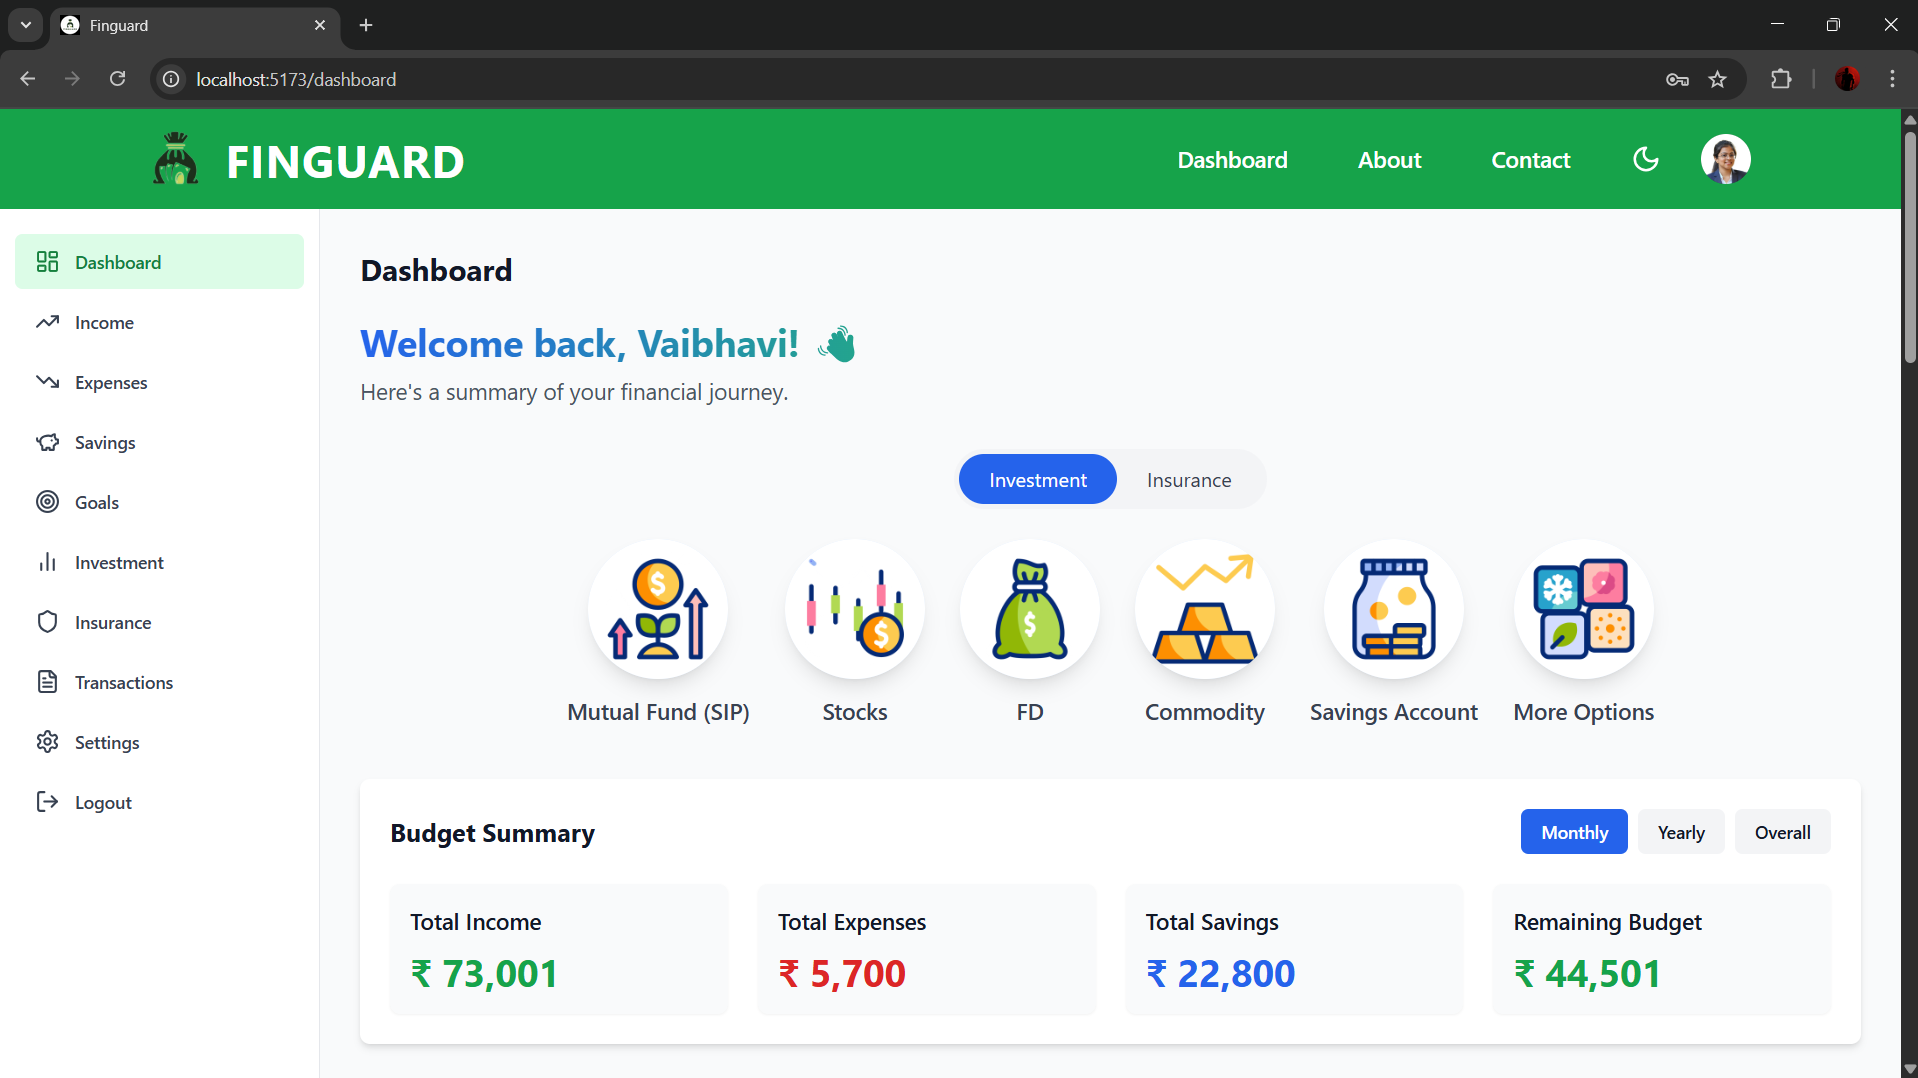 Finguard
localhost:5173/dashboard
FINGUARD
Dashboard
About
Contact
Dashboard
Income
Expenses
Savings
Goals
Investment
Insurance
Transactions
Settings
Logout
Dashboard
Welcome back, Vaibhavi! 👋
Here's a summary of your financial journey.
Investment
Insurance
Mutual Fund (SIP)
Stocks
FD
Commodity
Savings Account
More Options
Budget Summary
Monthly
Yearly
Overall
Total Income
₹ 73,001
Total Expenses
₹ 5,700
Total Savings
₹ 22,800
Remaining Budget
₹ 44,501